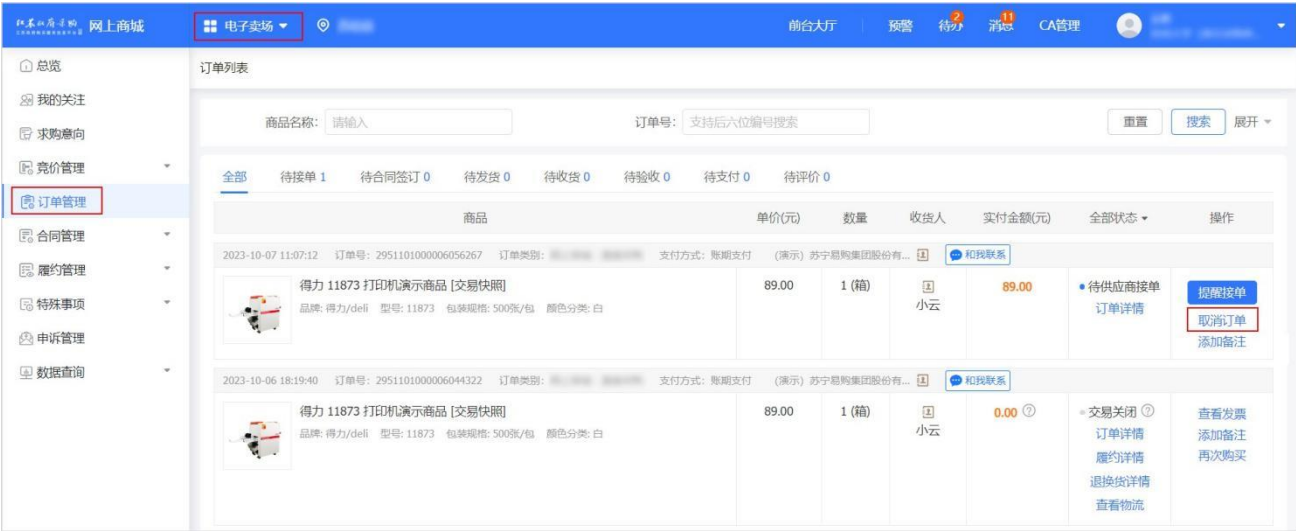 网上商城 电子卖场 前台大厅 预警 待办 2 消息 11 CA管理
总览
我的关注
求购意向
竞价管理
订单管理
合同管理
履约管理
特殊事项
申诉管理
数据查询
订单列表
商品名称： 请输入 订单号： 支持后六位编号搜索 重置 搜索 展开
全部 待接单 1 待合同签订 0 待发货 0 待收货 0 待验收 0 待支付 0 待评价 0
商品 单价(元) 数量 收货人 实付金额(元) 全部状态 操作
2023-10-07 11:07:12 订单号: 2951101000006056267 订单类别: 支付方式: 账期支付 (演示) 苏宁易购集团股份有... 和我联系
得力 11873 打印机演示商品 [交易快照] 89.00 1 (箱) 小云 89.00 待供应商接单 提醒接单
品牌: 得力/deli 型号: 11873 包装规格: 500张/包 颜色分类: 白 订单详情 取消订单
添加备注
2023-10-06 18:19:40 订单号: 2951101000006044322 订单类别: 支付方式: 账期支付 (演示) 苏宁易购集团股份有... 和我联系
得力 11873 打印机演示商品 [交易快照] 89.00 1 (箱) 小云 0.00 交易关闭 查看发票
品牌: 得力/deli 型号: 11873 包装规格: 500张/包 颜色分类: 白 订单详情 添加备注
履约详情 再次购买
退换货详情
查看物流